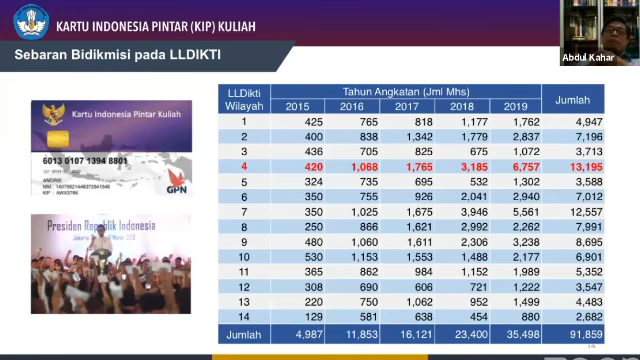 KARTU INDONESIA PINTAR (KIP) KULIAH
Sebaran Bidikmisi pada LLDIKTI
Abdul Kahar
Kartu Indonesia Pintar Kuliah
6013 0107 1394 8801
ANDRIE
GPN
Presiden Republik Indonesia
LLDikti Wilayah Tahun Angkatan (Jml Mhs) Jumlah
2015 2016 2017 2018 2019
1 425 765 818 1,177 1,762 4,947
2 400 838 1,342 1,779 2,837 7,196
3 436 705 825 675 1,072 3,713
4 420 1,068 1,765 3,185 6,757 13,195
5 324 735 695 532 1,302 3,588
6 350 755 926 2,041 2,940 7,012
7 350 1,025 1,675 3,946 5,561 12,557
8 250 866 1,621 2,992 2,262 7,991
9 480 1,060 1,611 2,306 3,238 8,695
10 530 1,153 1,553 1,488 2,177 6,901
11 365 862 984 1,152 1,989 5,352
12 308 690 606 721 1,222 3,547
13 220 750 1,062 952 1,499 4,483
14 129 581 638 454 880 2,682
Jumlah 4,987 11,853 16,121 23,400 35,498 91,859